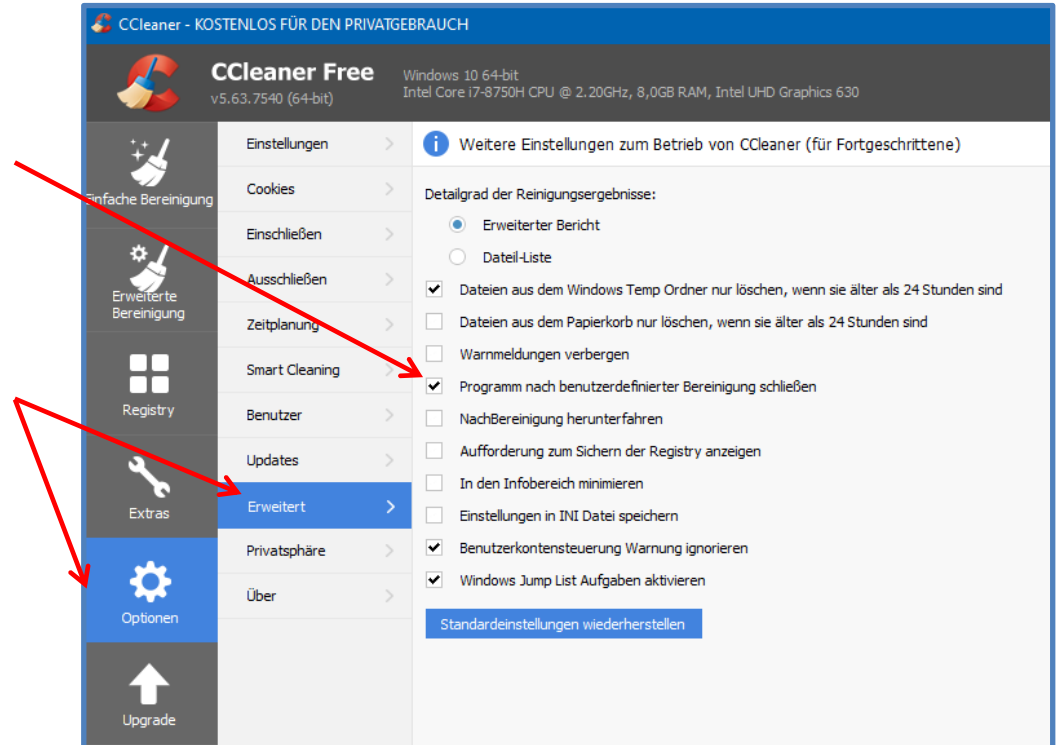 CCleaner - KOSTENLOS FÜR DEN PRIVATGEBRAUCH
CCleaner Free
v5.63.7540 (64-bit)
Windows 10 64-bit
Intel Core i7-8750H CPU @ 2.20GHz, 8,0GB RAM, Intel UHD Graphics 630
Einfache Bereinigung
Erweiterte
Bereinigung
Registry
Extras
Optionen
Upgrade
Einstellungen
Cookies
Einschließen
Ausschließen
Zeitplanung
Smart Cleaning
Benutzer
Updates
Erweitert
Privatsphäre
Über
Weitere Einstellungen zum Betrieb von CCleaner (für Fortgeschrittene)
Detailgrad der Reinigungsergebnisse:
Erweiterter Bericht
Dateil-Liste
Dateien aus dem Windows Temp Ordner nur löschen, wenn sie älter als 24 Stunden sind
Dateien aus dem Papierkorb nur löschen, wenn sie älter als 24 Stunden sind
Warnmeldungen verbergen
Programm nach benutzerdefinierter Bereinigung schließen
NachBereinigung herunterfahren
Aufforderung zum Sichern der Registry anzeigen
In den Infobereich minimieren
Einstellungen in INI Datei speichern
Benutzerkontensteuerung Warnung ignorieren
Windows Jump List Aufgaben aktivieren
Standardeinstellungen wiederherstellen